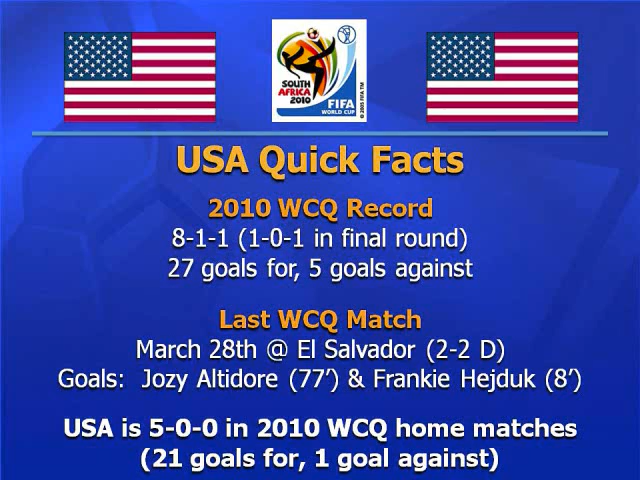 SOUTH
AFRICA
2010
FIFA
WORLD CUP
© 2005 FIFA TM
USA Quick Facts
2010 WCQ Record
8-1-1 (1-0-1 in final round)
27 goals for, 5 goals against
Last WCQ Match
March 28th @ El Salvador (2-2 D)
Goals:  Jozy Altidore (77’) & Frankie Hejduk (8’)
USA is 5-0-0 in 2010 WCQ home matches
(21 goals for, 1 goal against)